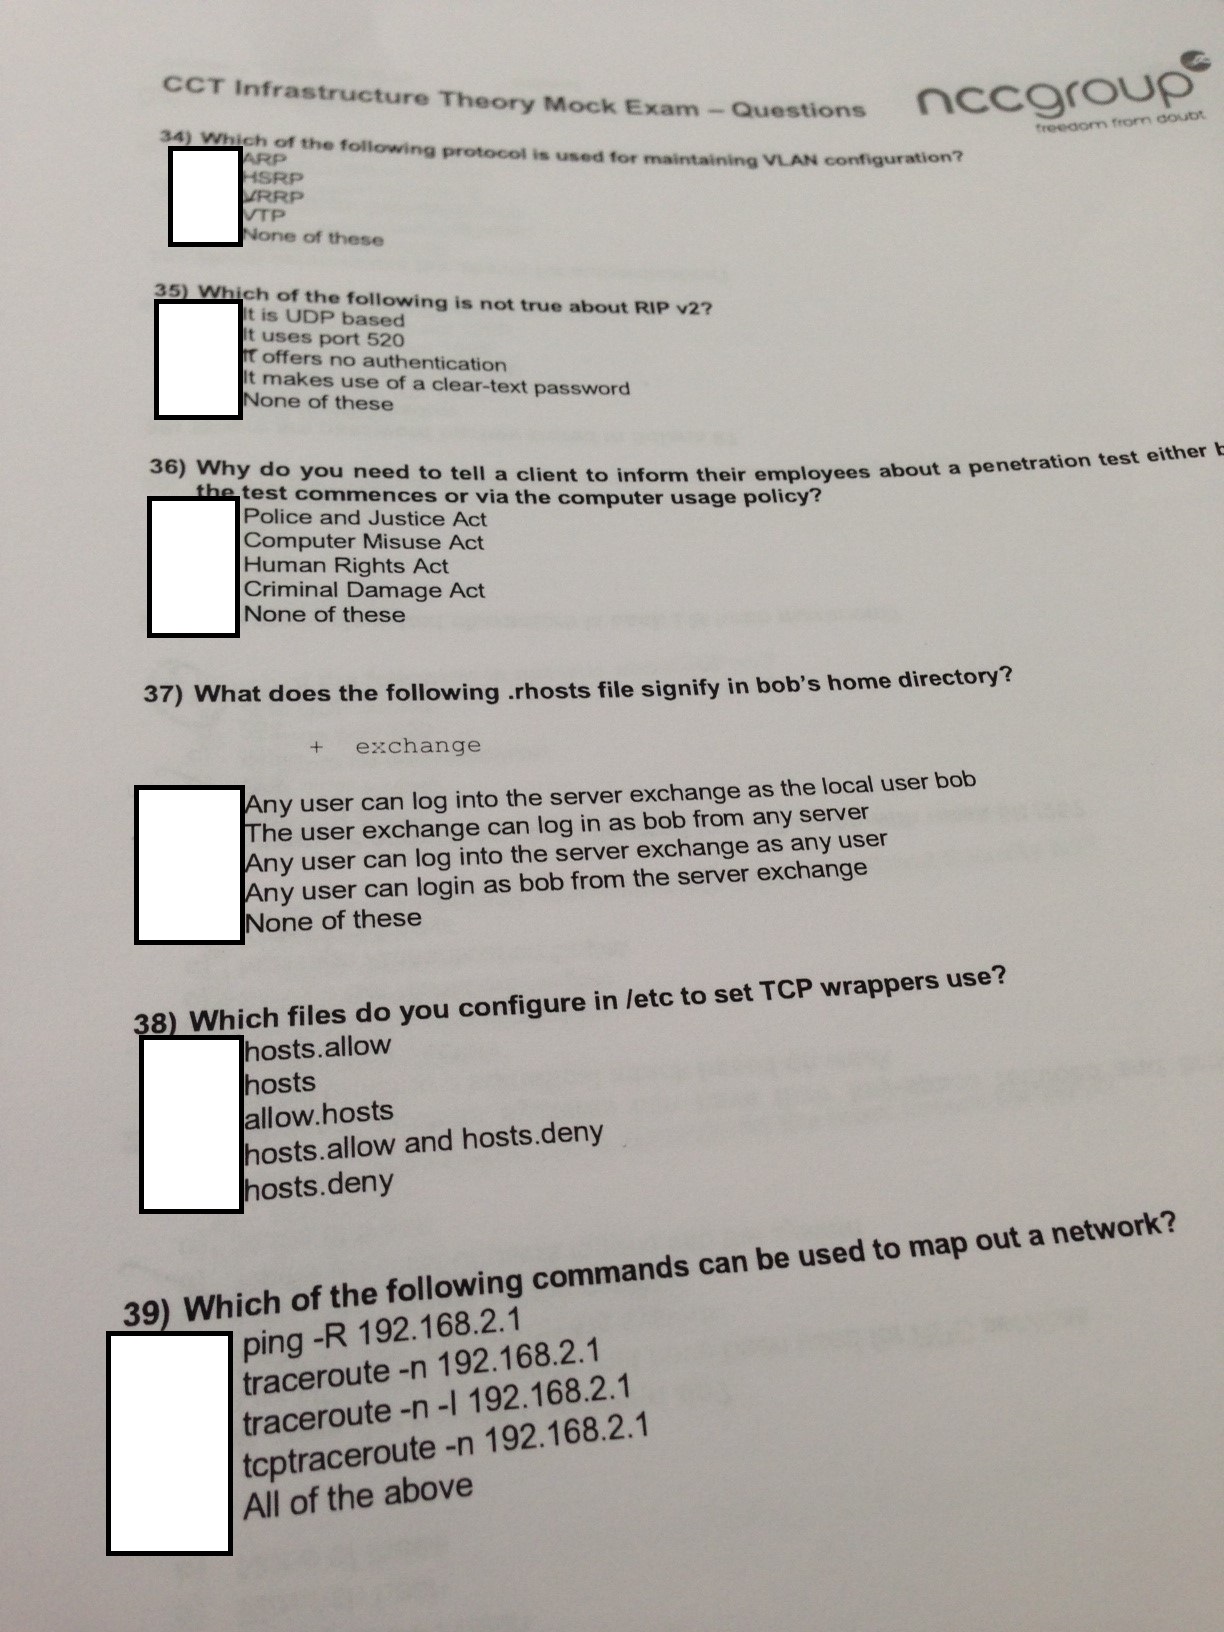 CCT Infrastructure Theory Mock Exam – Questions
nccgroup
freedom from doubt
34) Which of the following protocol is used for maintaining VLAN configuration?
ARP
HSRP
VRRP
VTP
None of these
35) Which of the following is not true about RIP v2?
It is UDP based
It uses port 520
It offers no authentication
It makes use of a clear-text password
None of these
36) Why do you need to tell a client to inform their employees about a penetration test either
the test commences or via the computer usage policy?
Police and Justice Act
Computer Misuse Act
Human Rights Act
Criminal Damage Act
None of these
37) What does the following .rhosts file signify in bob's home directory?
+ exchange
Any user can log into the server exchange as the local user bob
The user exchange can log in as bob from any server
Any user can log into the server exchange as any user
Any user can login as bob from the server exchange
None of these
38) Which files do you configure in /etc to set TCP wrappers use?
hosts.allow
hosts
allow.hosts
hosts.allow and hosts.deny
hosts.deny
39) Which of the following commands can be used to map out a network?
ping -R 192.168.2.1
traceroute -n 192.168.2.1
traceroute -n -I 192.168.2.1
tcptraceroute -n 192.168.2.1
All of the above